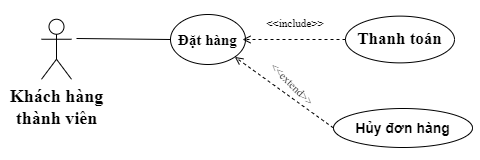 <<include>>
Đặt hàng
Thanh toán
<<extend>>
Khách hàng
thành viên
Hủy đơn hàng